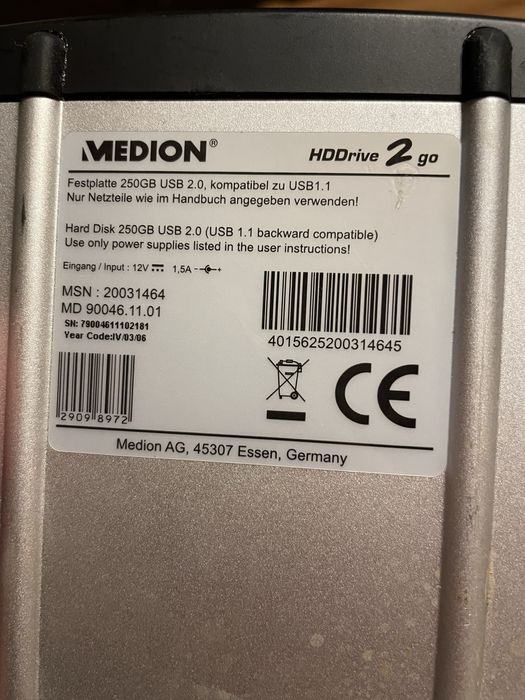 MEDION®
HDDrive 2 go
Festplatte 250GB USB 2.0, kompatibel zu USB1.1
Nur Netzteile wie im Handbuch angegeben verwenden!
Hard Disk 250GB USB 2.0 (USB 1.1 backward compatible)
Use only power supplies listed in the user instructions!
Eingang / Input : 12V 1,5A - +
MSN : 20031464
MD 90046.11.01
SN: 79004611102181
Year Code:IV/03/06
4015625200314645
29098972
CE
Medion AG, 45307 Essen, Germany